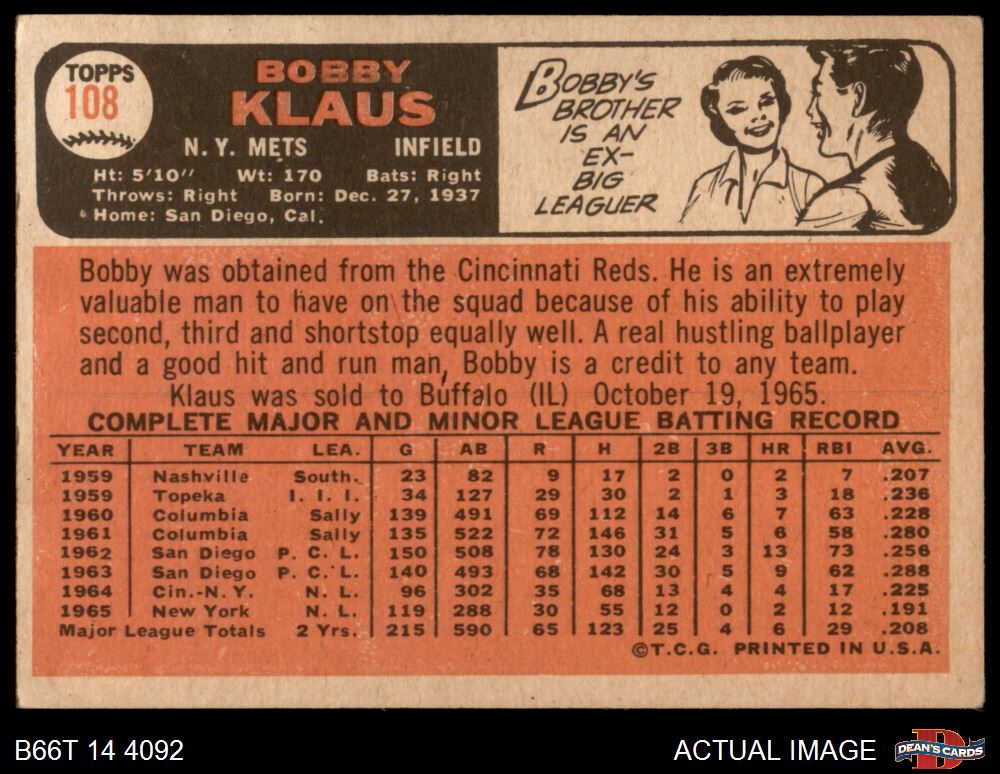 TOPPS
108
BOBBY
KLAUS
N. Y. METS INFIELD
Ht: 5'10" Wt: 170 Bats: Right
Throws: Right Born: Dec. 27, 1937
Home: San Diego, Cal.
BOBBY'S
BROTHER
IS AN
EX-
BIG
LEAGUER
Bobby was obtained from the Cincinnati Reds. He is an extremely
valuable man to have on the squad because of his ability to play
second, third and shortstop equally well. A real hustling ballplayer
and a good hit and run man, Bobby is a credit to any team.
Klaus was sold to Buffalo (IL) October 19, 1965.
COMPLETE MAJOR AND MINOR LEAGUE BATTING RECORD
YEAR TEAM LEA. G AB R H 2B 3B HR RBI AVG.
1959 Nashville South. 23 82 9 17 2 0 2 7 .207
1959 Topeka I. I. I. 34 127 29 30 2 1 3 18 .236
1960 Columbia Sally 139 491 69 112 14 6 7 63 .228
1961 Columbia Sally 135 522 72 146 31 5 6 58 .280
1962 San Diego P. C. L. 150 508 78 130 24 3 13 73 .256
1963 San Diego P. C. L. 140 493 68 142 30 5 9 62 .288
1964 Cin.-N. Y. N. L. 96 302 35 68 13 4 4 17 .225
1965 New York N. L. 119 288 30 55 12 0 2 12 .191
Major League Totals 2 Yrs. 215 590 65 123 25 4 6 29 .208
©T.C.G. PRINTED IN U.S.A.
B66T 14 4092 ACTUAL IMAGE DEAN'S CARDS